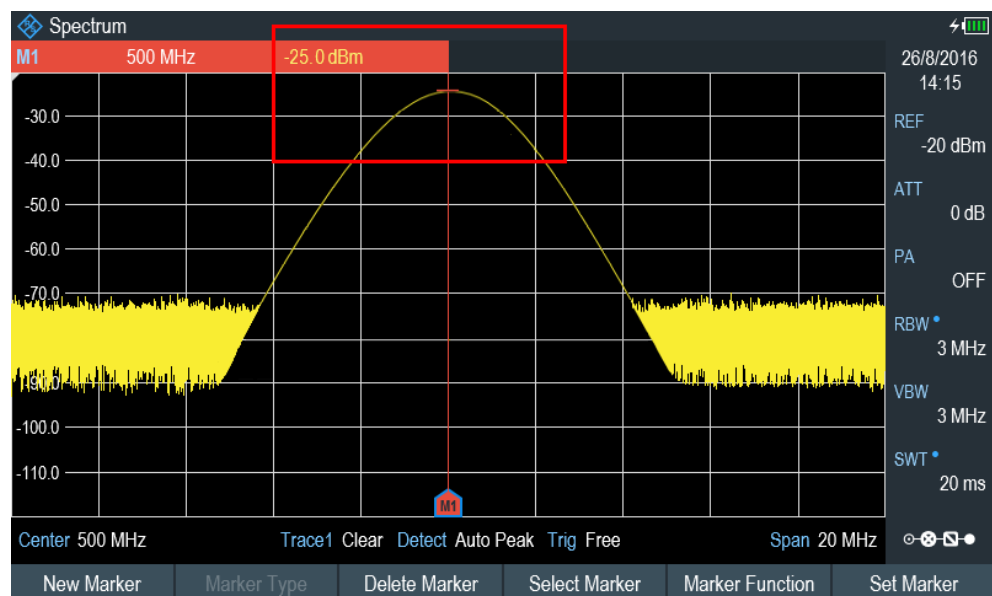 Spectrum
M1 500 MHz -25.0 dBm
26/8/2016
14:15
-30.0
-40.0
-50.0
-60.0
-70.0
-90.0
-100.0
-110.0
REF
-20 dBm
ATT
0 dB
PA
OFF
RBW
3 MHz
VBW
3 MHz
SWT
20 ms
M1
Center 500 MHz Trace1 Clear Detect Auto Peak Trig Free Span 20 MHz
New Marker Marker Type Delete Marker Select Marker Marker Function Set Marker